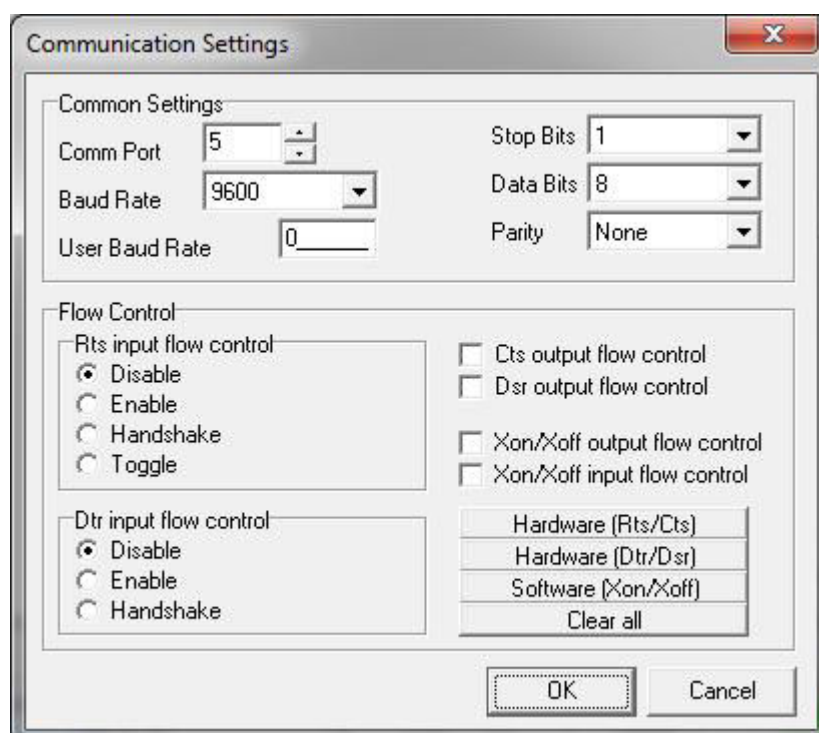 Communication Settings
Common Settings
Comm Port 5
Baud Rate 9600
User Baud Rate 0______
Stop Bits 1
Data Bits 8
Parity None
Flow Control
Rts input flow control
Disable
Enable
Handshake
Toggle
Dtr input flow control
Disable
Enable
Handshake
Cts output flow control
Dsr output flow control
Xon/Xoff output flow control
Xon/Xoff input flow control
Hardware (Rts/Cts)
Hardware (Dtr/Dsr)
Software (Xon/Xoff)
Clear all
OK
Cancel